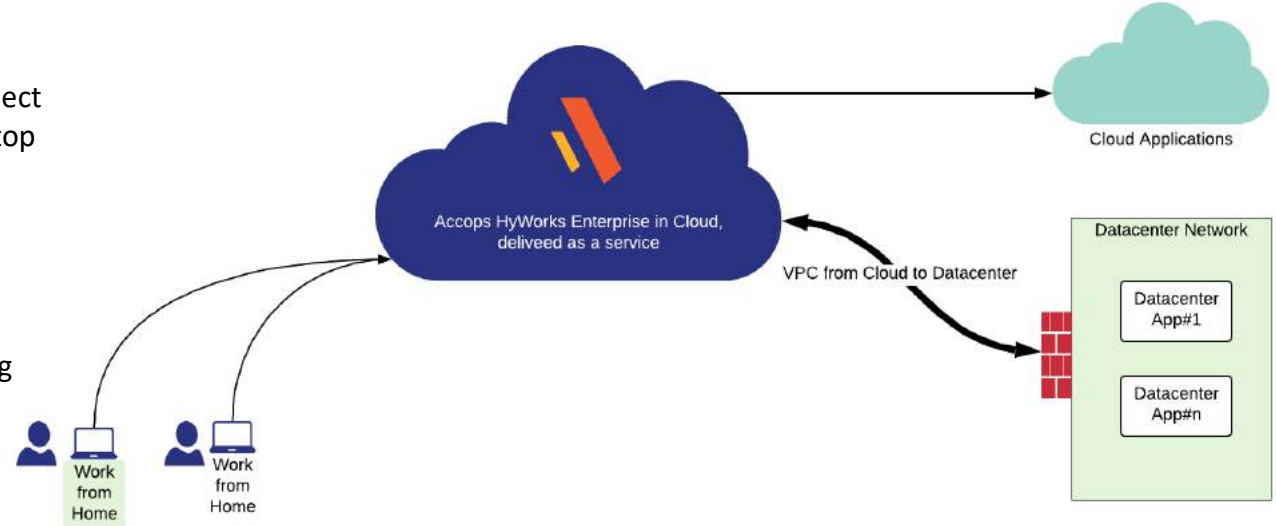 ect
top
g
Accops HyWorks Enterprise in Cloud,
deliveed as a service
Cloud Applications
VPC from Cloud to Datacenter
Datacenter Network
Datacenter
App#1
Datacenter
App#n
Work
from
Home
Work
from
Home